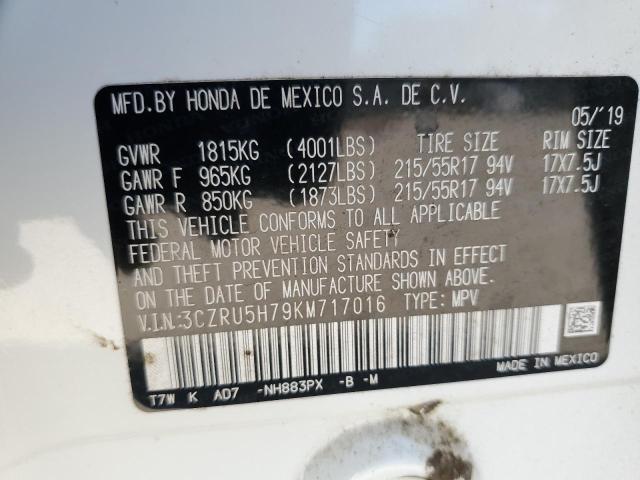 MFD.BY HONDA DE MEXICO S.A. DE C.V.
05/'19
GVWR 1815KG (4001LBS) TIRE SIZE RIM SIZE
GAWR F 965KG (2127LBS) 215/55R17 94V 17X7.5J
GAWR R 850KG (1873LBS) 215/55R17 94V 17X7.5J
THIS VEHICLE CONFORMS TO ALL APPLICABLE
FEDERAL MOTOR VEHICLE SAFETY
AND THEFT PREVENTION STANDARDS IN EFFECT
ON THE DATE OF MANUFACTURE SHOWN ABOVE.
V.I.N.:3CZRU5H79KM717016 TYPE: MPV
MADE IN MEXICO
T7W K AD7 -NH883PX -B -M